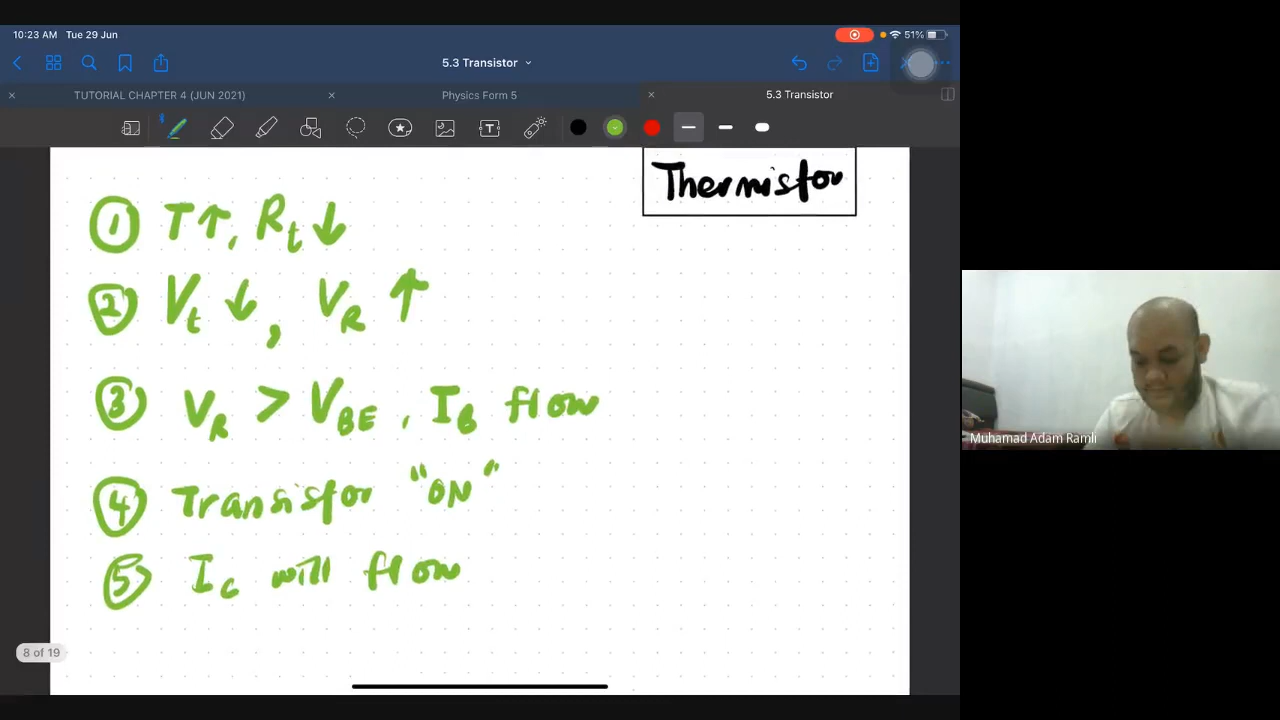 10:23 AM Tue 29 Jun
51%
5.3 Transistor
TUTORIAL CHAPTER 4 (JUN 2021)
Physics Form 5
5.3 Transistor
Thermistor
① T↑, Rt ↓
② Vt ↓, VR ↑
③ VR > VBE, IB flow
④ Transistor "ON"
⑤ Ic will flow
8 of 19
Muhamad Adam Ramli